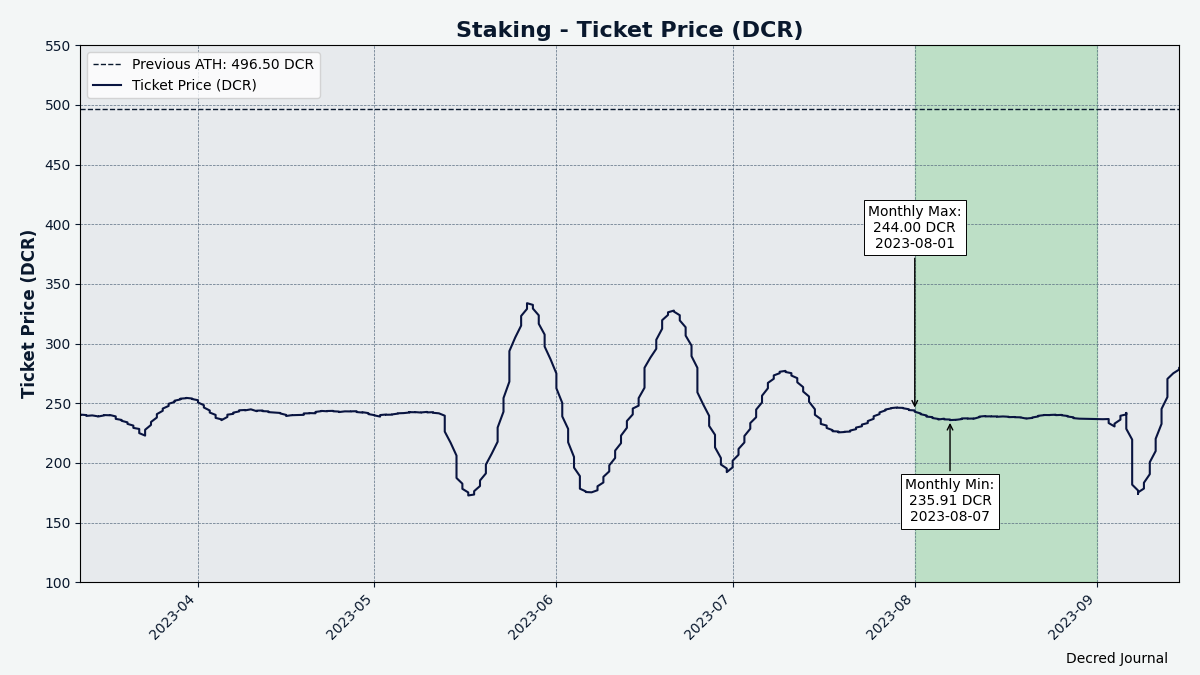 Staking - Ticket Price (DCR)
Previous ATH: 496.50 DCR
Ticket Price (DCR)
Ticket Price (DCR)
550
500
450
400
350
300
250
200
150
100
Monthly Max:
244.00 DCR
2023-08-01
Monthly Min:
235.91 DCR
2023-08-07
2023-04
2023-05
2023-06
2023-07
2023-08
2023-09
Decred Journal